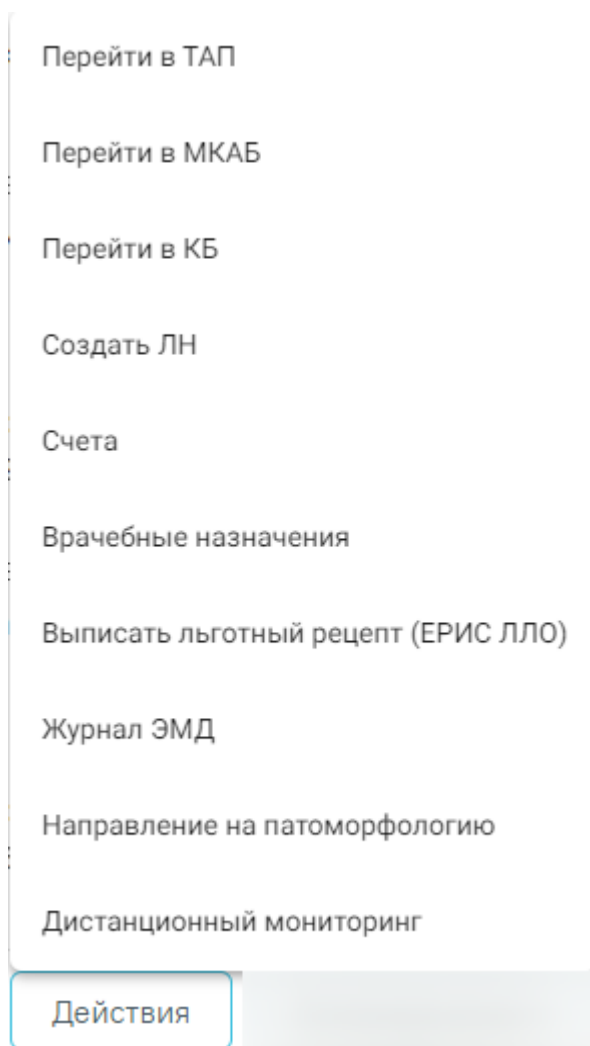 Перейти в ТАП
Перейти в МКАБ
Перейти в КБ
Создать ЛН
Счета
Врачебные назначения
Выписать льготный рецепт (ЕРИС ЛЛО)
Журнал ЭМД
Направление на патоморфологию
Дистанционный мониторинг
Действия